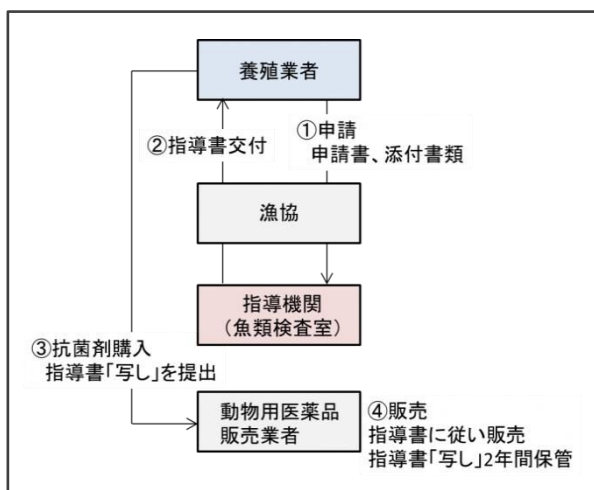 養殖業者
①申請
申請書、添付書類
②指導書交付
漁協
指導機関
（魚類検査室）
③抗菌剤購入
指導書「写し」を提出
動物用医薬品
販売業者
④販売
指導書に従い販売
指導書「写し」2年間保管